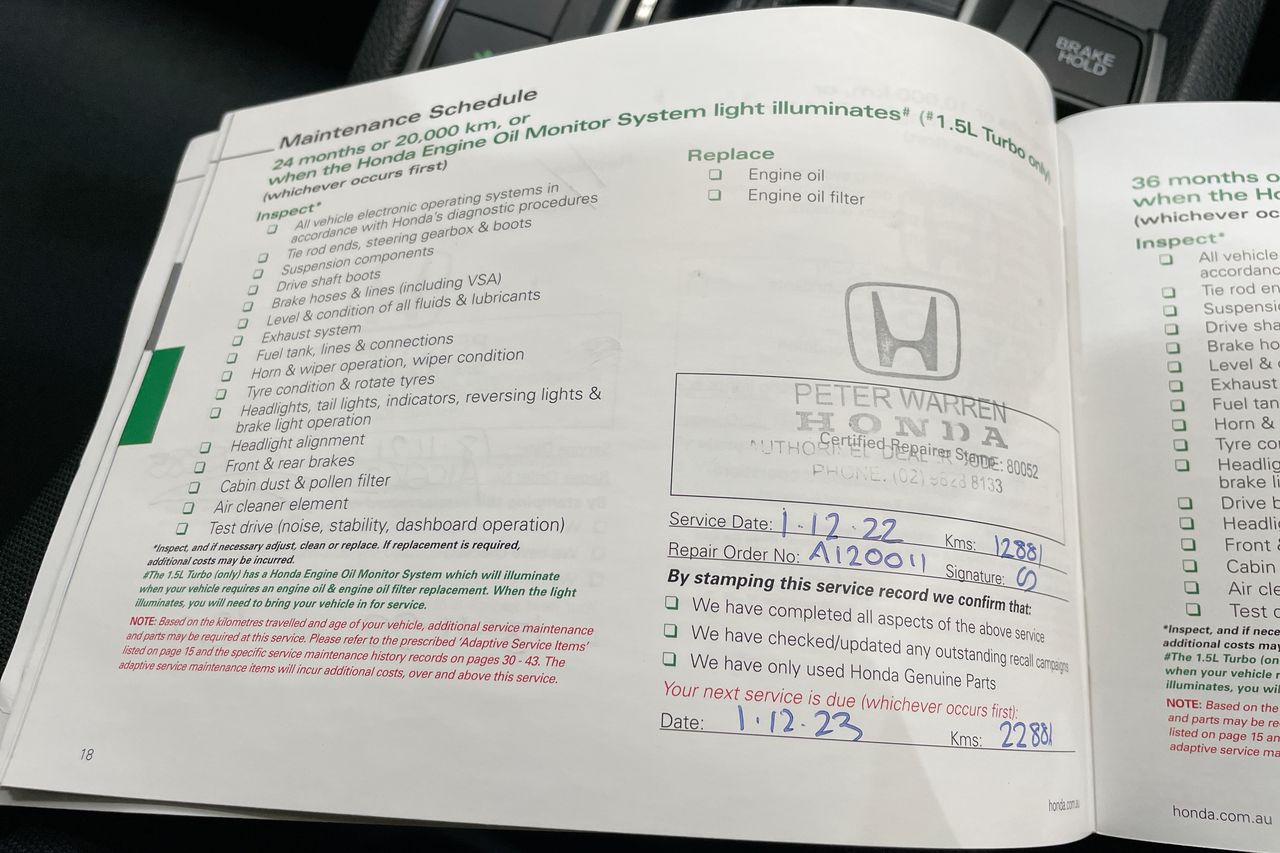 BRAKE
HOLD
Maintenance Schedule
24 months or 20,000 km, or
when the Honda Engine Oil Monitor System light illuminates# (#1.5L Turbo only)
(whichever occurs first)
Inspect*
❑ All vehicle electronic operating systems in
accordance with Honda's diagnostic procedures
❑ Tie rod ends, steering gearbox & boots
❑ Suspension components
❑ Drive shaft boots
❑ Brake hoses & lines (including VSA)
❑ Level & condition of all fluids & lubricants
❑ Exhaust system
❑ Fuel tank, lines & connections
❑ Horn & wiper operation, wiper condition
❑ Tyre condition & rotate tyres
❑ Headlights, tail lights, indicators, reversing lights &
brake light operation
❑ Headlight alignment
❑ Front & rear brakes
❑ Cabin dust & pollen filter
❑ Air cleaner element
❑ Test drive (noise, stability, dashboard operation)
*Inspect, and if necessary adjust, clean or replace. If replacement is required,
additional costs may be incurred.
#The 1.5L Turbo (only) has a Honda Engine Oil Monitor System which will illuminate
when your vehicle requires an engine oil & engine oil filter replacement. When the light
illuminates, you will need to bring your vehicle in for service.
NOTE: Based on the kilometres travelled and age of your vehicle, additional service maintenance
and parts may be required at this service. Please refer to the prescribed 'Adaptive Service Items'
listed on page 15 and the specific service maintenance history records on pages 30 - 43. The
adaptive service maintenance items will incur additional costs, over and above this service.
18
Replace
❑ Engine oil
❑ Engine oil filter
PETER WARREN
HONDA
Certified Repairer Stamp
CODE: 80052
PHONE: (02) 9828 8133
Service Date: 1.12.22 Kms: 12881
Repair Order No: A120011 Signature:
By stamping this service record we confirm that:
❑ We have completed all aspects of the above service
❑ We have checked/updated any outstanding recall campaigns
❑ We have only used Honda Genuine Parts
Your next service is due (whichever occurs first):
Date: 1.12.23 Kms: 22881
honda.com.au
36 months o
when the Ho
(whichever oc
Inspect*
❑ All vehicle
accordanc
❑ Tie rod en
❑ Suspensi
❑ Drive sha
❑ Brake ho
❑ Level &
❑ Exhaust
❑ Fuel tan
❑ Horn &
❑ Tyre co
❑ Headlig
brake li
❑ Drive b
❑ Headli
❑ Front
❑ Cabin
❑ Air cle
❑ Test
*Inspect, and if nece
additional costs may
#The 1.5L Turbo (on
when your vehicle r
illuminates, you wil
NOTE: Based on the
and parts may be re
listed on page 15 an
adaptive service ma
honda.com.au